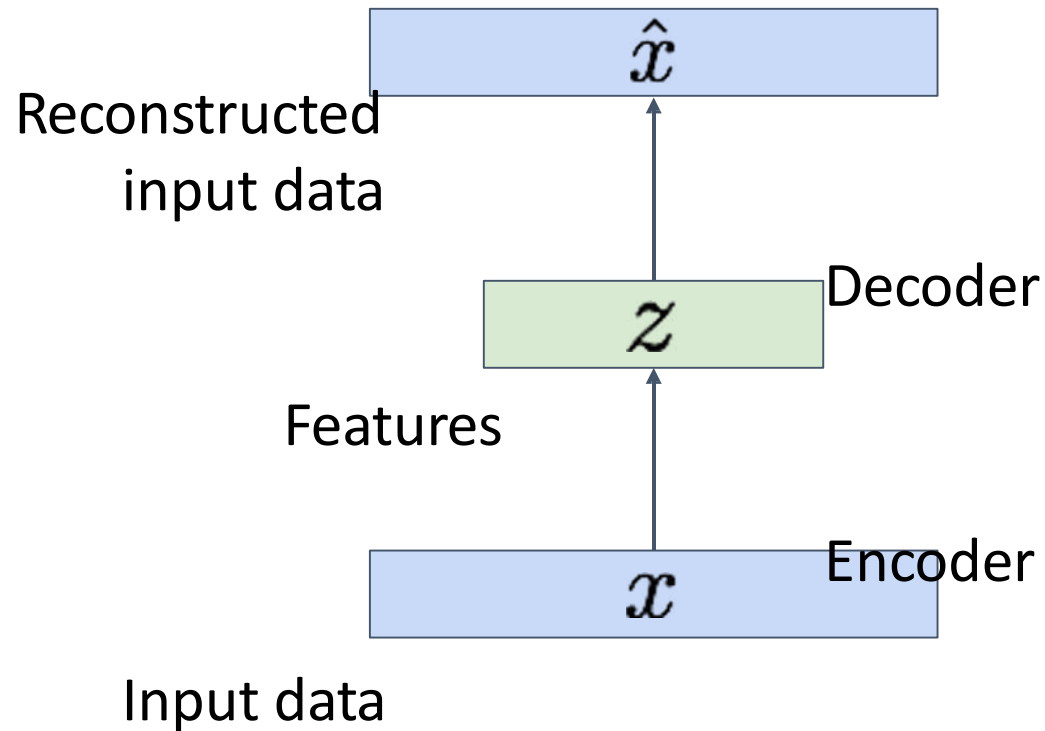 x̂
Reconstructed
input data
Decoder
z
Features
Encoder
x
Input data